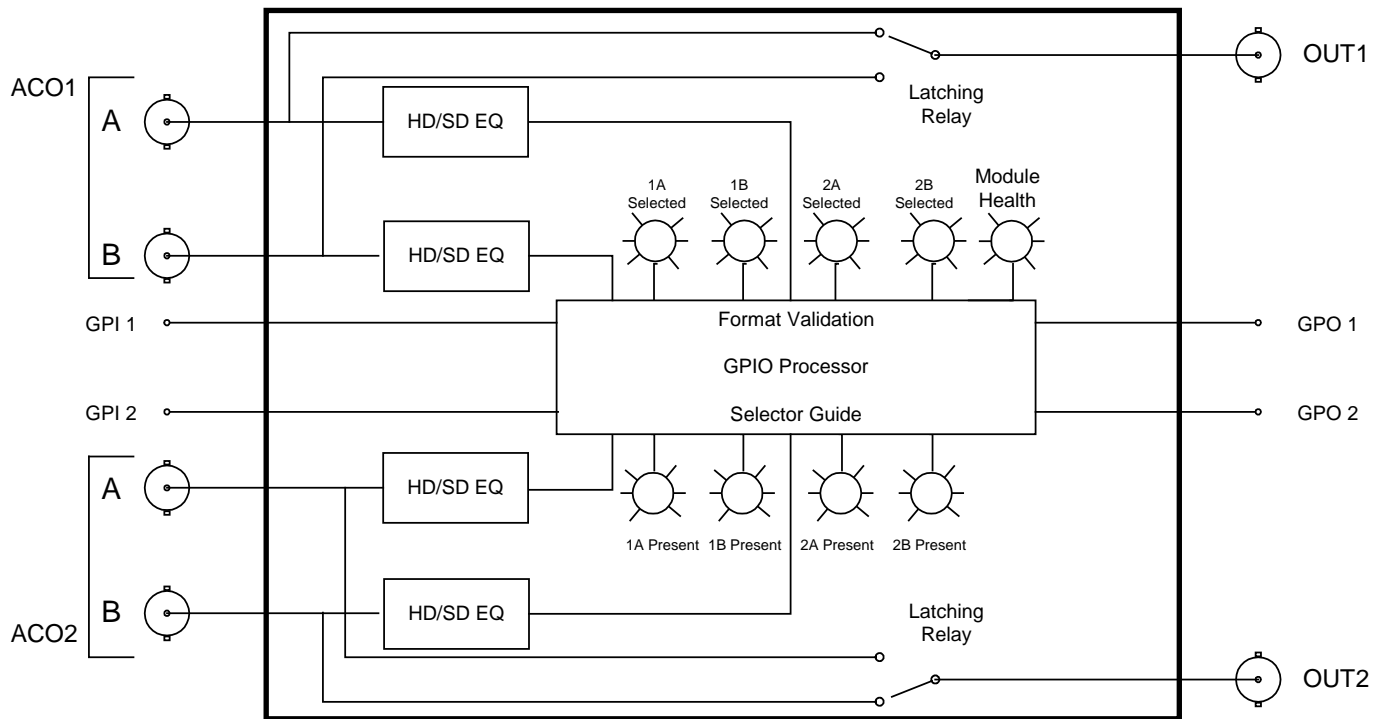 OUT1
ACO1
A
HD/SD EQ
Latching
Relay
1A
Selected
1B
Selected
2A
Selected
2B
Selected
Module
Health
B
HD/SD EQ
GPI 1
Format Validation
GPO 1
GPIO Processor
GPI 2
Selector Guide
GPO 2
A
HD/SD EQ
1A Present
1B Present
2A Present
2B Present
B
HD/SD EQ
ACO2
Latching
Relay
OUT2